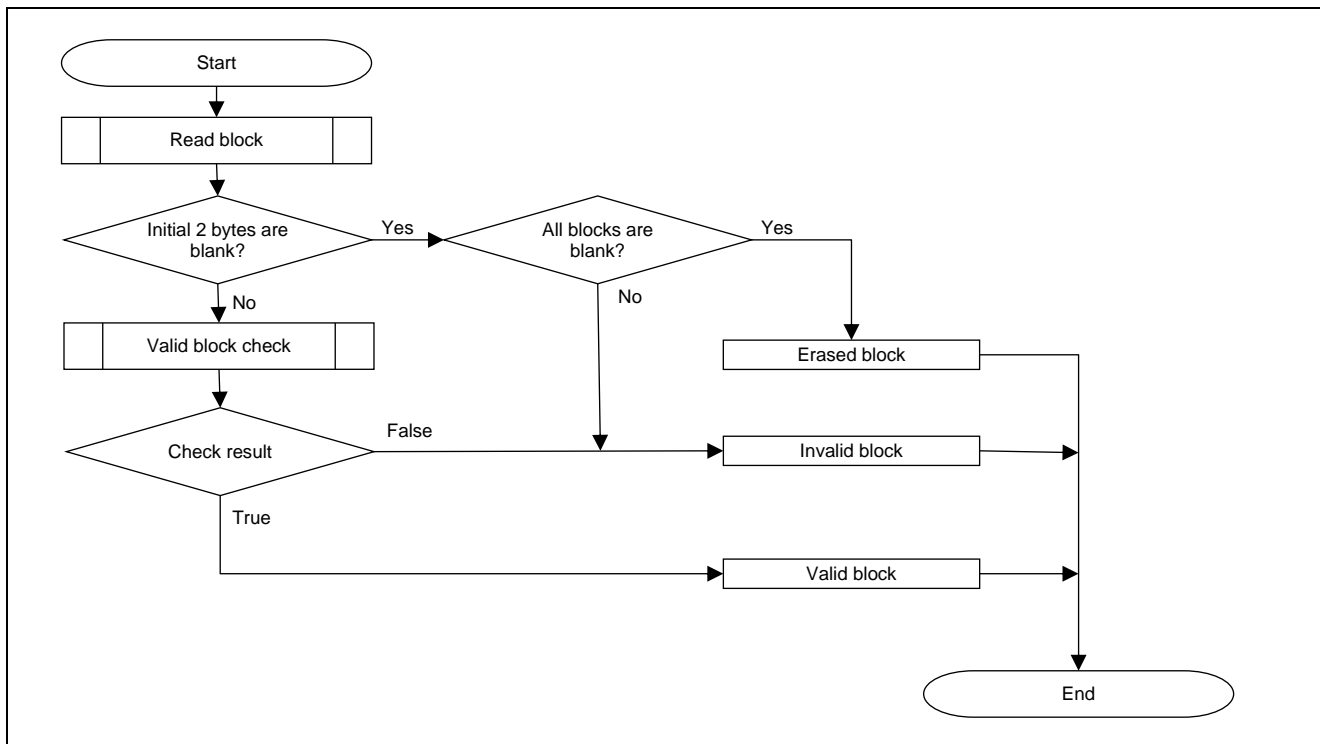 Start
Read block
Initial 2 bytes are
blank?
Yes
All blocks are
blank?
Yes
No
No
Valid block check
Erased block
Check result
False
Invalid block
True
Valid block
End